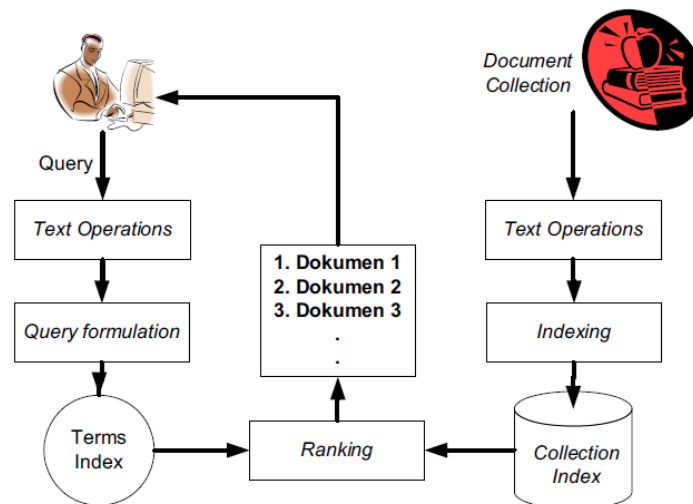 Document
Collection
Query
Text Operations
Text Operations
1. Dokumen 1
2. Dokumen 2
3. Dokumen 3
.
.
Query formulation
Indexing
Terms
Index
Ranking
Collection
Index